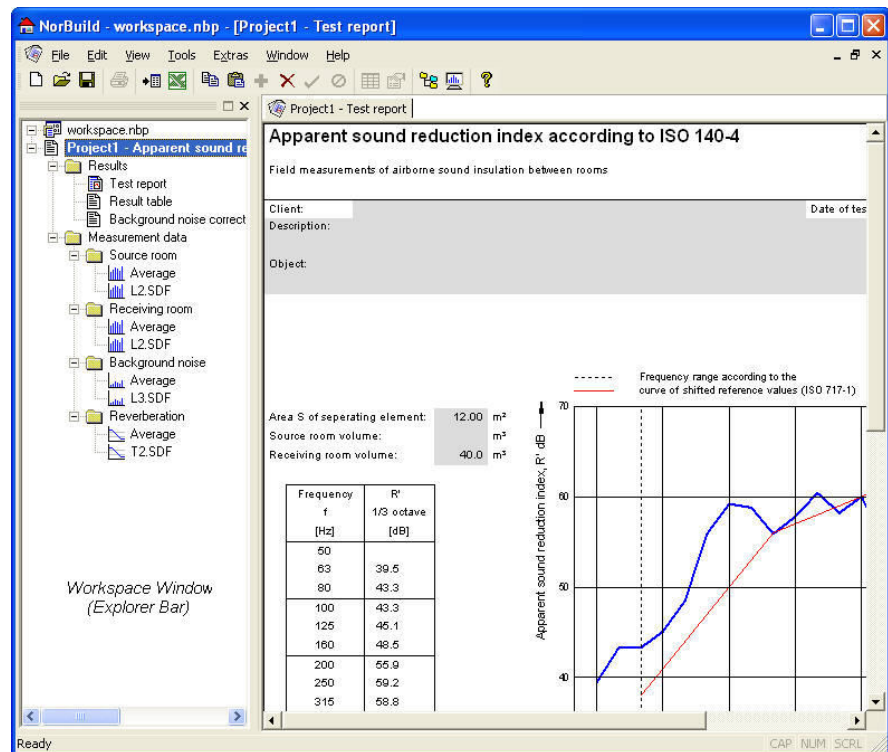 NorBuild - workspace.nbp - [Project1 - Test report]
File Edit View Tools Extras Window Help
Project1 - Test report
workspace.nbp
Project1 - Apparent sound re
Results
Test report
Result table
Background noise correct
Measurement data
Source room
Average
L2.SDF
Receiving room
Average
L2.SDF
Background noise
Average
L3.SDF
Reverberation
Average
T2.SDF
Workspace Window
(Explorer Bar)
Apparent sound reduction index according to ISO 140-4
Field measurements of airborne sound insulation between rooms
Client: Date of tes
Description:
Object:
Frequency range according to the
curve of shifted reference values (ISO 717-1)
Area S of seperating element: 12.00 m²
Source room volume: m³
Receiving room volume: 40.0 m³
Frequency R'
f 1/3 octave
[Hz] [dB]
50
63 39.5
80 43.3
100 43.3
125 45.1
160 48.5
200 55.9
250 59.2
315 58.8
Apparent sound reduction index, R' dB
70
60
50
40
Ready CAP NUM SCRL